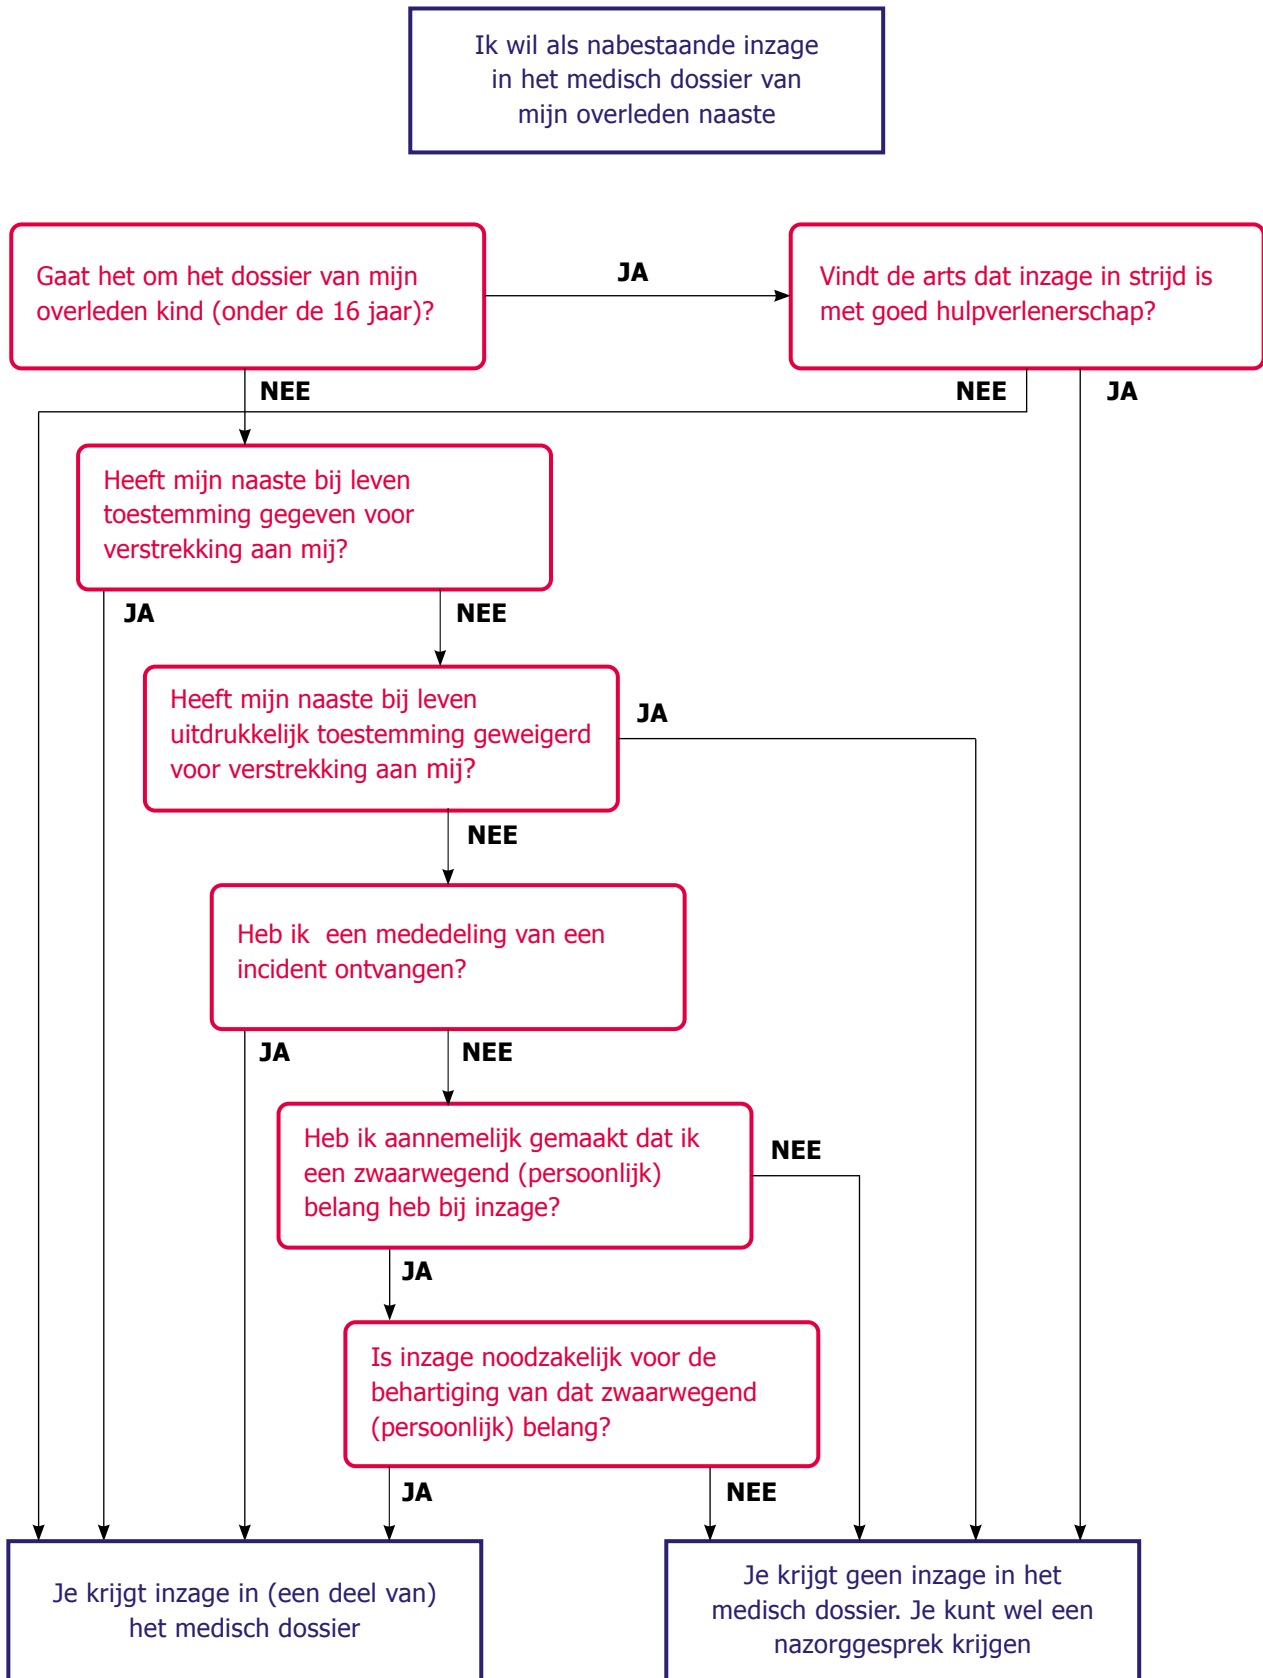 Ik wil als nabestaande inzage
in het medisch dossier van
mijn overleden naaste
Gaat het om het dossier van mijn
overleden kind (onder de 16 jaar)?
JA
Vindt de arts dat inzage in strijd is
met goed hulpverlenerschap?
NEE
NEE
JA
Heeft mijn naaste bij leven
toestemming gegeven voor
verstrekking aan mij?
JA
NEE
Heeft mijn naaste bij leven
uitdrukkelijk toestemming geweigerd
voor verstrekking aan mij?
JA
NEE
Heb ik een mededeling van een
incident ontvangen?
JA
NEE
Heb ik aannemelijk gemaakt dat ik
een zwaarwegend (persoonlijk)
belang heb bij inzage?
NEE
JA
Is inzage noodzakelijk voor de
behartiging van dat zwaarwegend
(persoonlijk) belang?
JA
NEE
Je krijgt inzage in (een deel van)
het medisch dossier
Je krijgt geen inzage in het
medisch dossier. Je kunt wel een
nazorggesprek krijgen